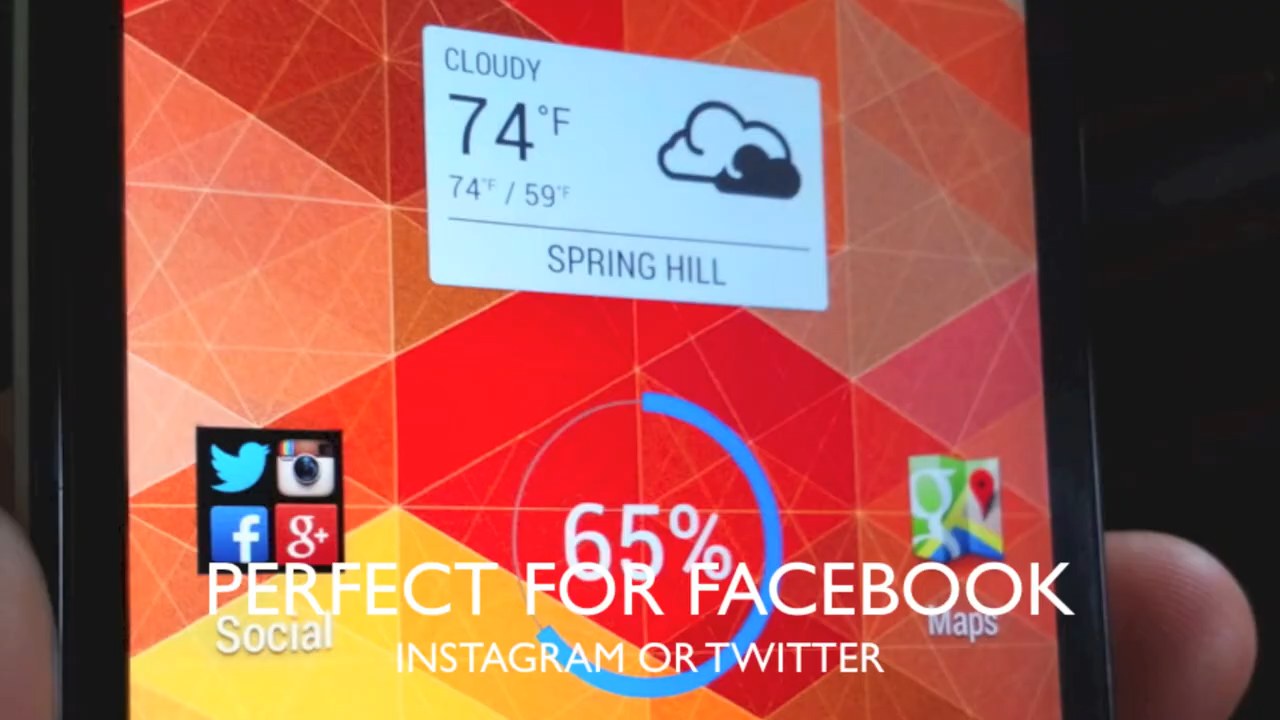 CLOUDY
74°F
74°F / 59°F
SPRING HILL
f
g+
g
65%
PERFECT FOR FACEBOOK
Social
Maps
INSTAGRAM OR TWITTER